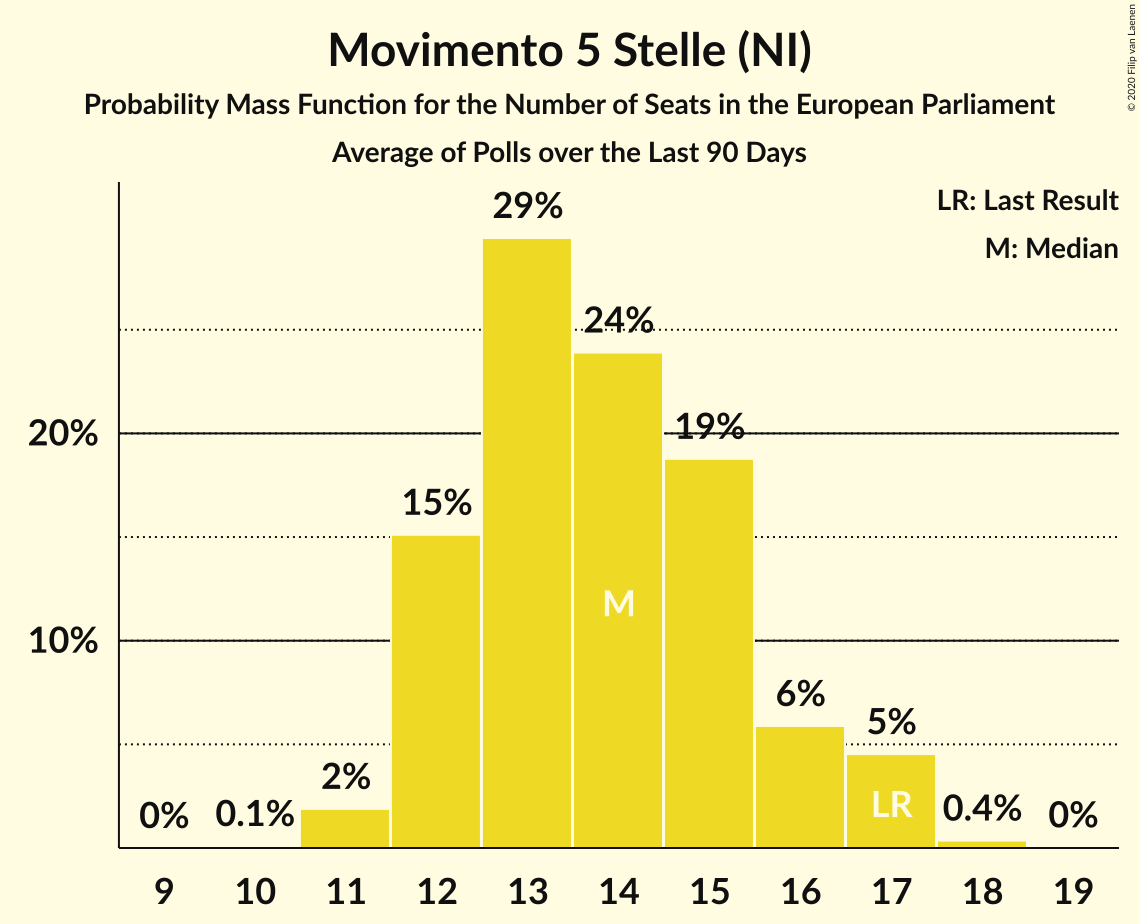 Movimento 5 Stelle (NI)
Probability Mass Function for the Number of Seats in the European Parliament
Average of Polls over the Last 90 Days
© 2020 Filip van Laenen
LR: Last Result
M: Median
29%
24%
20%
19%
15%
M
10%
6%
5%
2%
LR
0%
0.1%
0.4%
0%
9 10 11 12 13 14 15 16 17 18 19